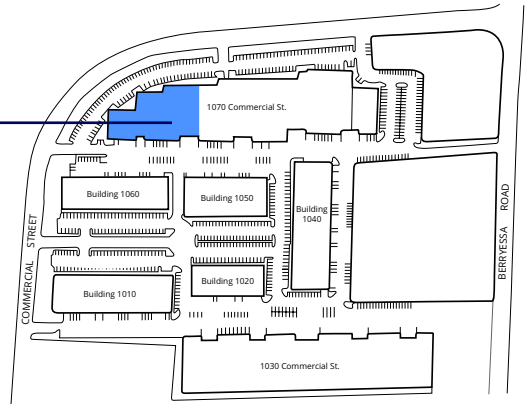 1070 Commercial St.
Building 1060
Building 1050
Building
1040
COMMERCIAL STREET
BERRYESSA ROAD
Building 1010
Building 1020
1030 Commercial St.